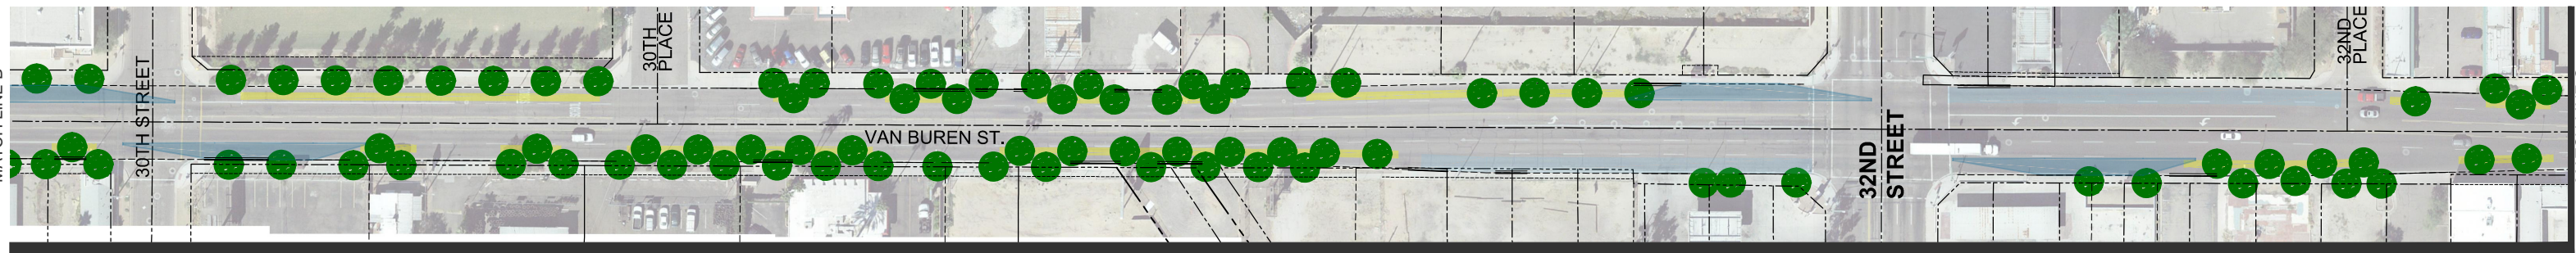 30TH STREET
30TH
PLACE
VAN BUREN ST.
32ND
STREET
32ND
PLACE